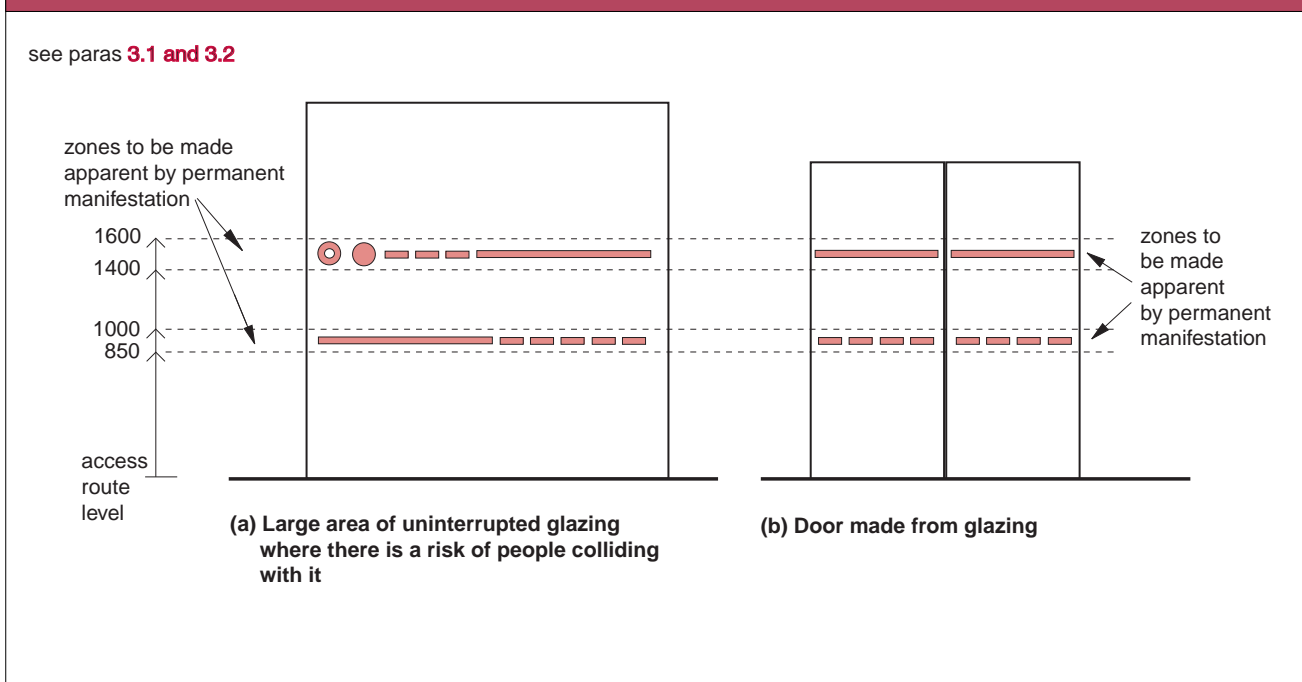 see paras 3.1 and 3.2
zones to be made
apparent by permanent
manifestation
1600
1400
1000
850
access
route
level
zones to
be made
apparent
by permanent
manifestation
(a) Large area of uninterrupted glazing
where there is a risk of people colliding
with it
(b) Door made from glazing